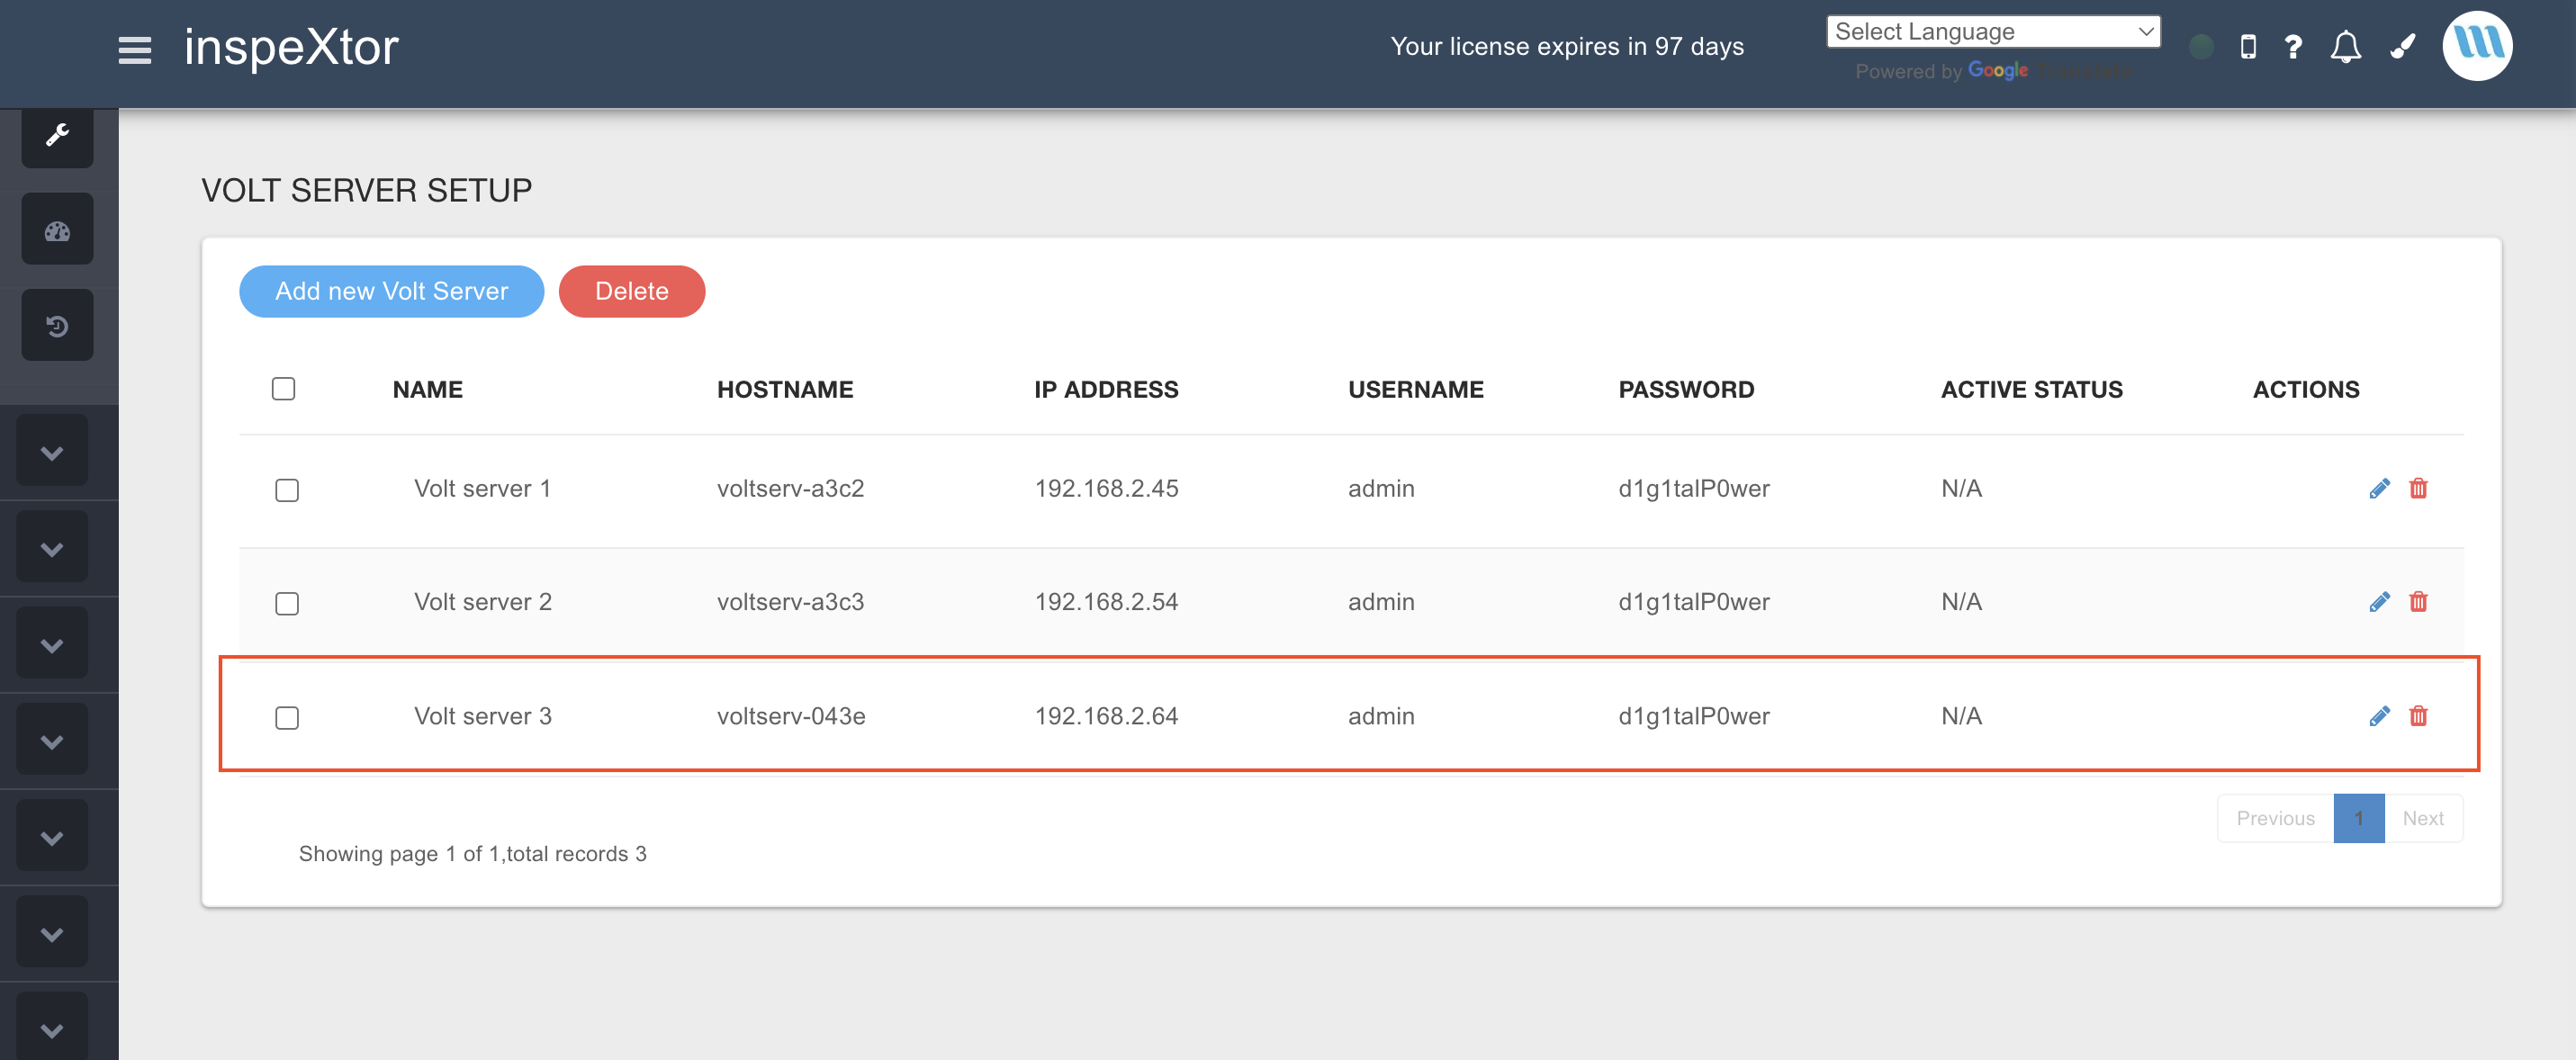 inspeXtor
Your license expires in 97 days
Select Language
Powered by Google Translate
VOLT SERVER SETUP
Add new Volt Server Delete
NAME HOSTNAME IP ADDRESS USERNAME PASSWORD ACTIVE STATUS ACTIONS
Volt server 1 voltserv-a3c2 192.168.2.45 admin d1g1talP0wer N/A
Volt server 2 voltserv-a3c3 192.168.2.54 admin d1g1talP0wer N/A
Volt server 3 voltserv-043e 192.168.2.64 admin d1g1talP0wer N/A
Previous 1 Next
Showing page 1 of 1,total records 3